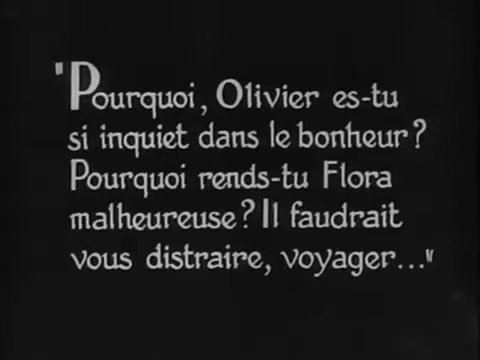 "Pourquoi, Olivier es-tu
si inquiet dans le bonheur?
Pourquoi rends-tu Flora
malheureuse? Il faudrait
vous distraire, voyager..."